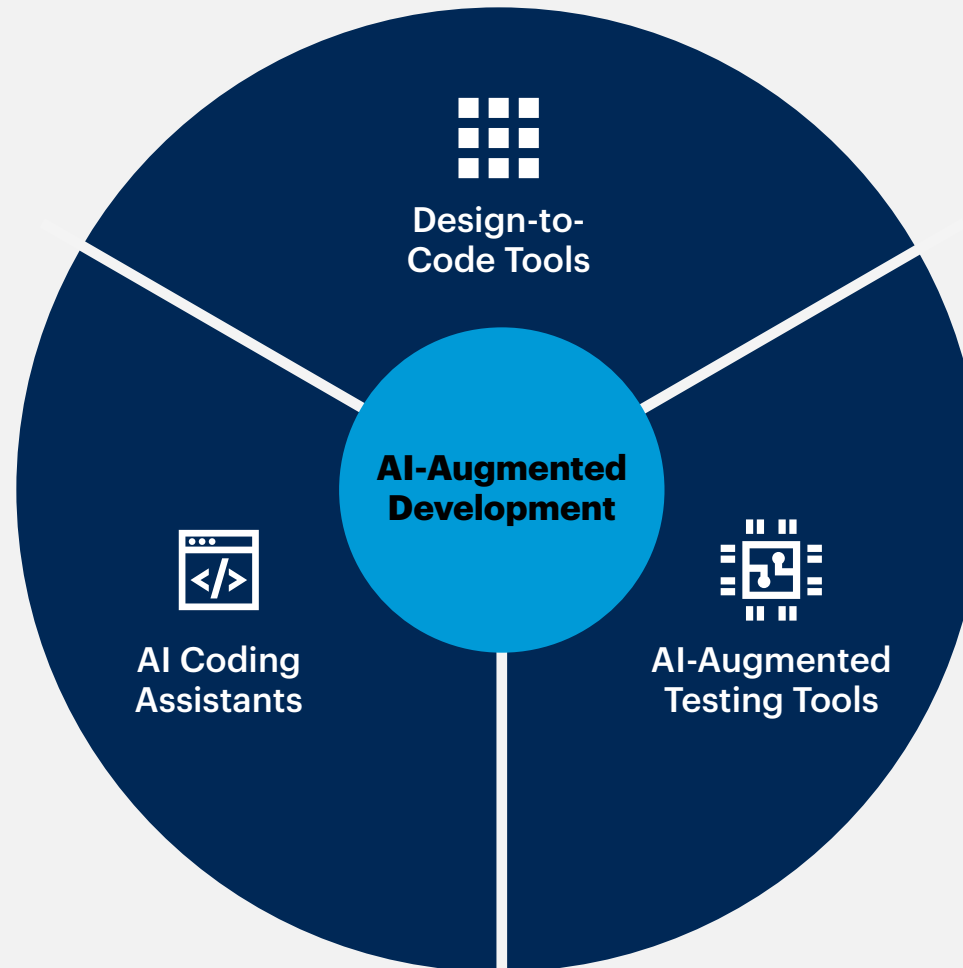 Design-to-
Code Tools
AI-Augmented
Development
</>
AI Coding
Assistants
AI-Augmented
Testing Tools